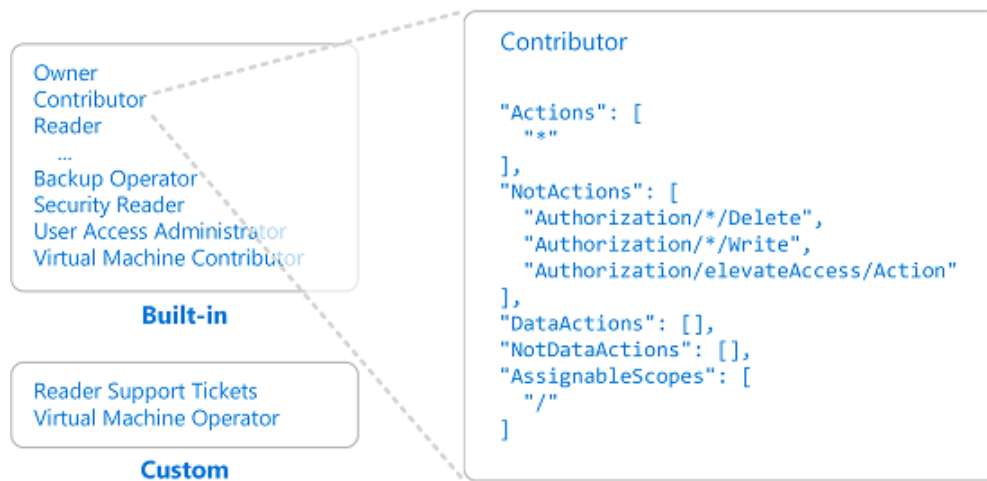 Owner
Contributor
Reader
...
Backup Operator
Security Reader
User Access Administrator
Virtual Machine Contributor
Built-in
Reader Support Tickets
Virtual Machine Operator
Custom
Contributor
"Actions": [
"*"
],
"NotActions": [
"Authorization/*/Delete",
"Authorization/*/Write",
"Authorization/elevateAccess/Action"
],
"DataActions": [],
"NotDataActions": [],
"AssignableScopes": [
"/"
]